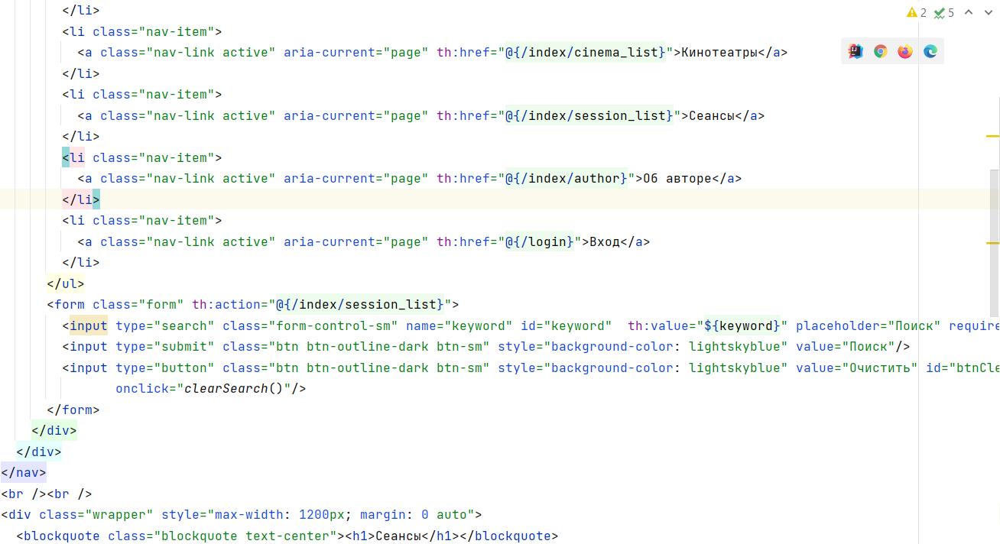 2 5
</li>
<li class="nav-item">
<a class="nav-link active" aria-current="page" th:href="@{/index/cinema_list}">Кинотеатры</a>
</li>
<li class="nav-item">
<a class="nav-link active" aria-current="page" th:href="@{/index/session_list}">Сеансы</a>
</li>
<li class="nav-item">
<a class="nav-link active" aria-current="page" th:href="@{/index/author}">Об авторе</a>
</li>
<li class="nav-item">
<a class="nav-link active" aria-current="page" th:href="@{/login}">Вход</a>
</li>
</ul>
<form class="form" th:action="@{/index/session_list}">
<input type="search" class="form-control-sm" name="keyword" id="keyword"  th:value="${keyword}" placeholder="Поиск" require
<input type="submit" class="btn btn-outline-dark btn-sm" style="background-color: lightskyblue" value="Поиск"/>
<input type="button" class="btn btn-outline-dark btn-sm" style="background-color: lightskyblue" value="Очистить" id="btnCle
onclick="clearSearch()"/>
</form>
</div>
</div>
</nav>
<br /><br />
<div class="wrapper" style="max-width: 1200px; margin: 0 auto">
<blockquote class="blockquote text-center"><h1>Сеансы</h1></blockquote>